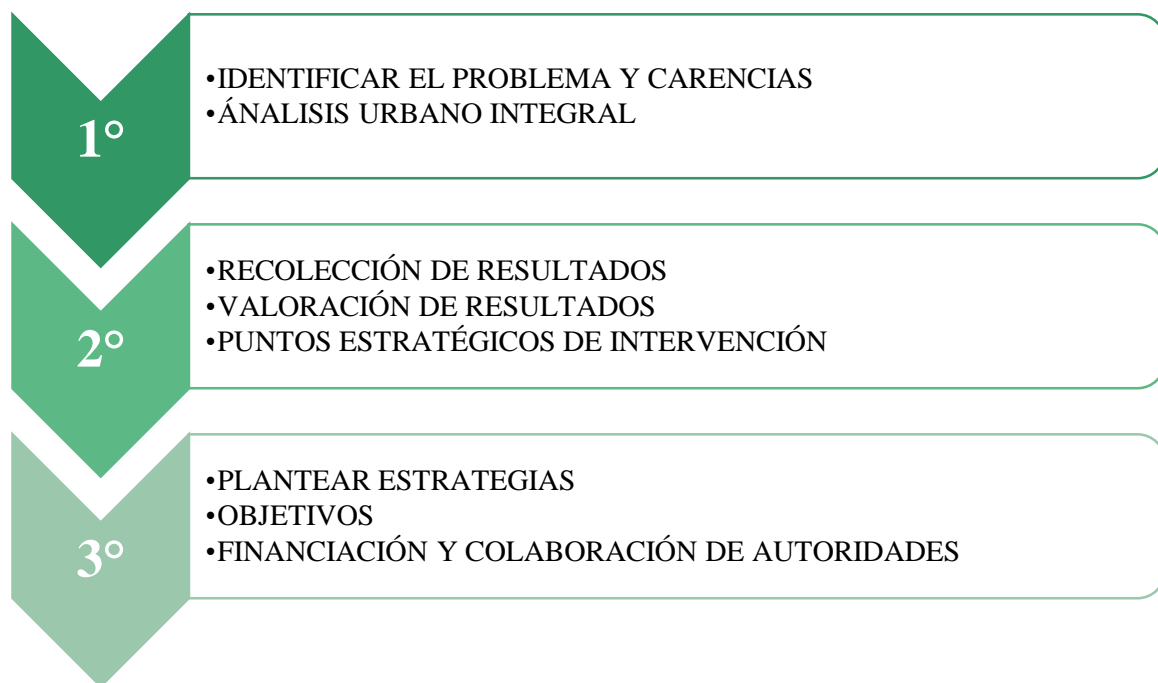 1°
•IDENTIFICAR EL PROBLEMA Y CARENCIAS
•ÁNALISIS URBANO INTEGRAL
2°
•RECOLECCIÓN DE RESULTADOS
•VALORACIÓN DE RESULTADOS
•PUNTOS ESTRATÉGICOS DE INTERVENCIÓN
3°
•PLANTEAR ESTRATEGIAS
•OBJETIVOS
•FINANCIACIÓN Y COLABORACIÓN DE AUTORIDADES